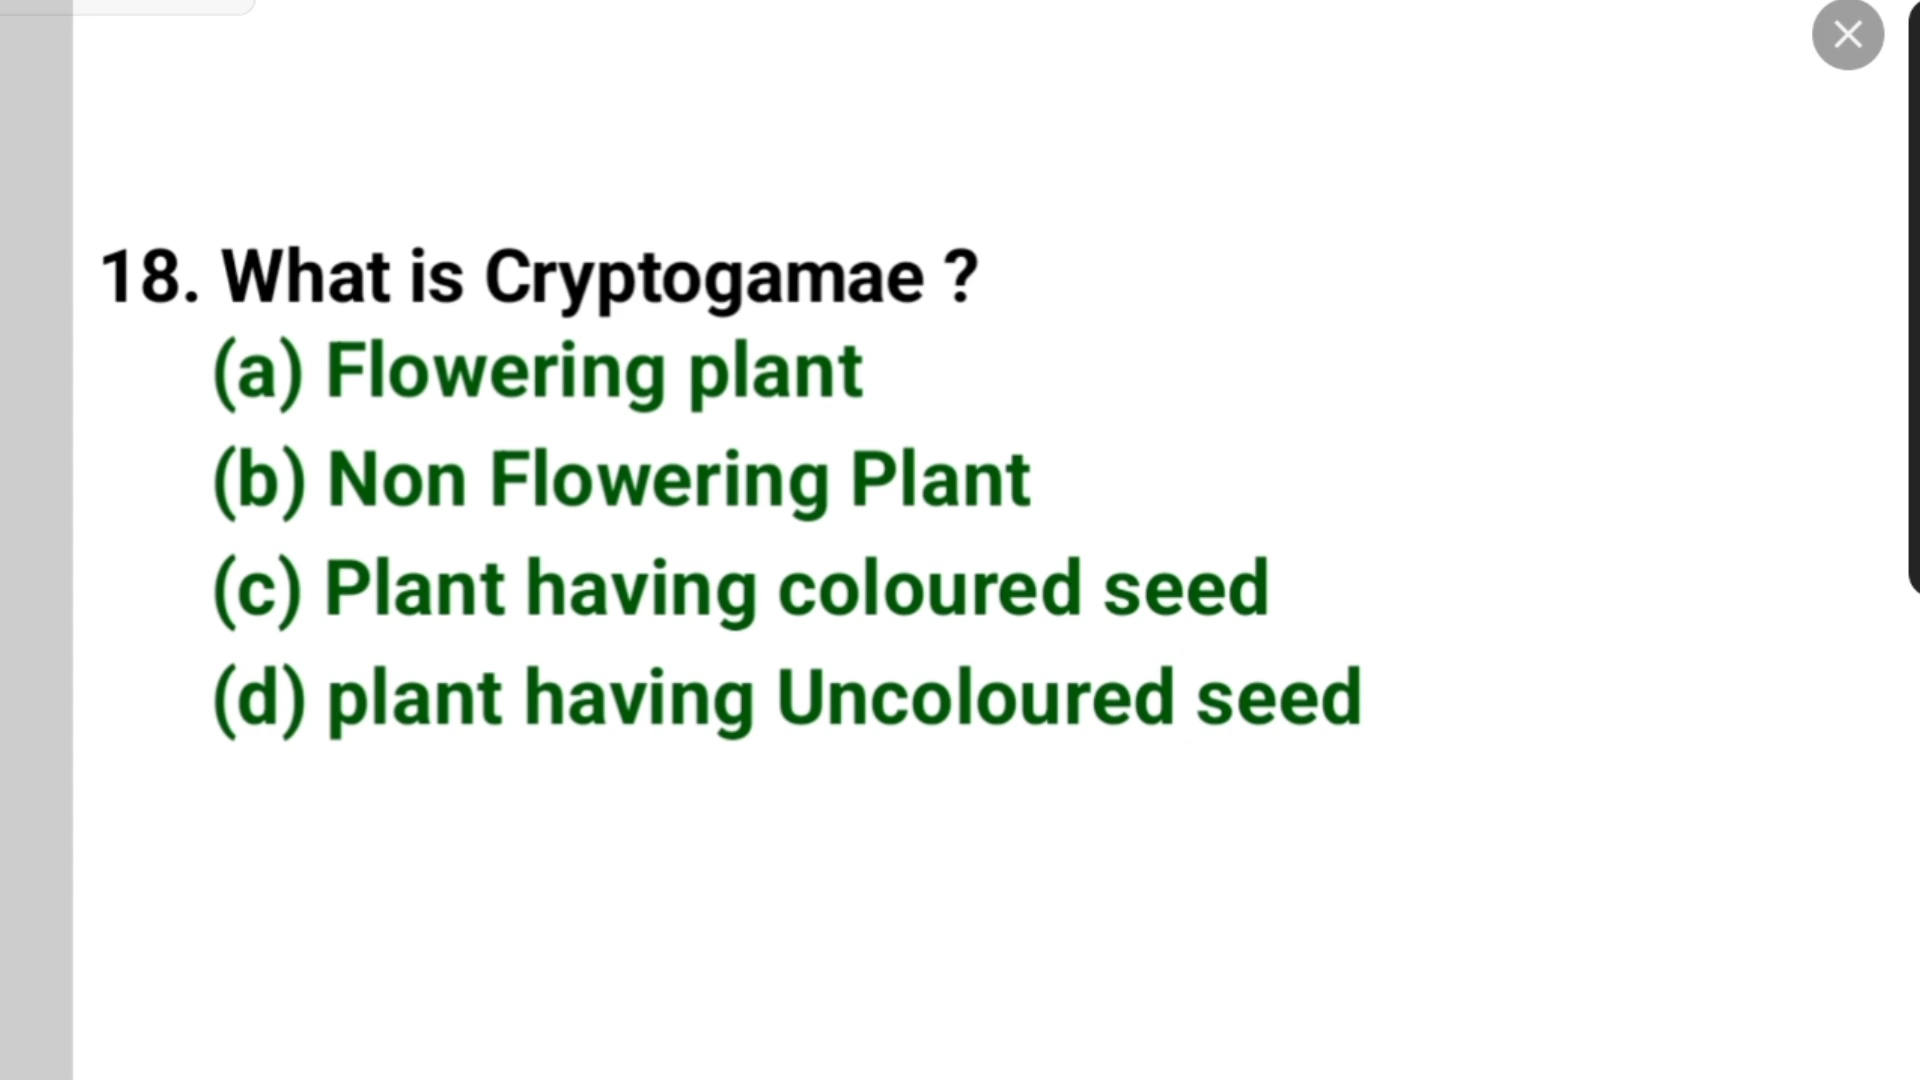 18. What is Cryptogamae ?
(a) Flowering plant
(b) Non Flowering Plant
(c) Plant having coloured seed
(d) plant having Uncoloured seed